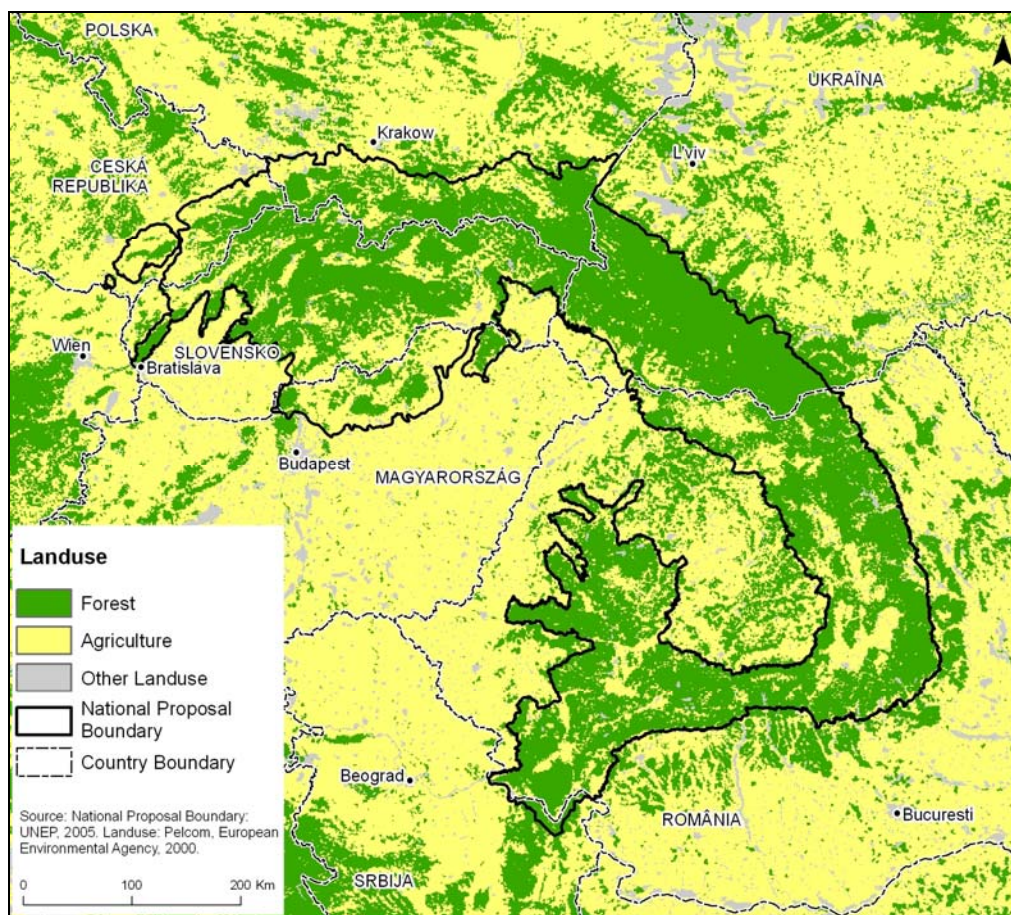 POLSKA
UKRAÏNA
Krakow
L'viv
CESKÁ
REPUBLIKA
Wien
SLOVENSKO
Bratislava
Budapest
MAGYARORSZÁG
Landuse
Forest
Agriculture
Other Landuse
National Proposal
Boundary
Country Boundary
Source: National Proposal Boundary:
UNEP, 2005. Landuse: Pelcom, European
Environmental Agency, 2000.
0 100 200 Km
Beograd
ROMÂNIA
Bucuresti
SRBIJA